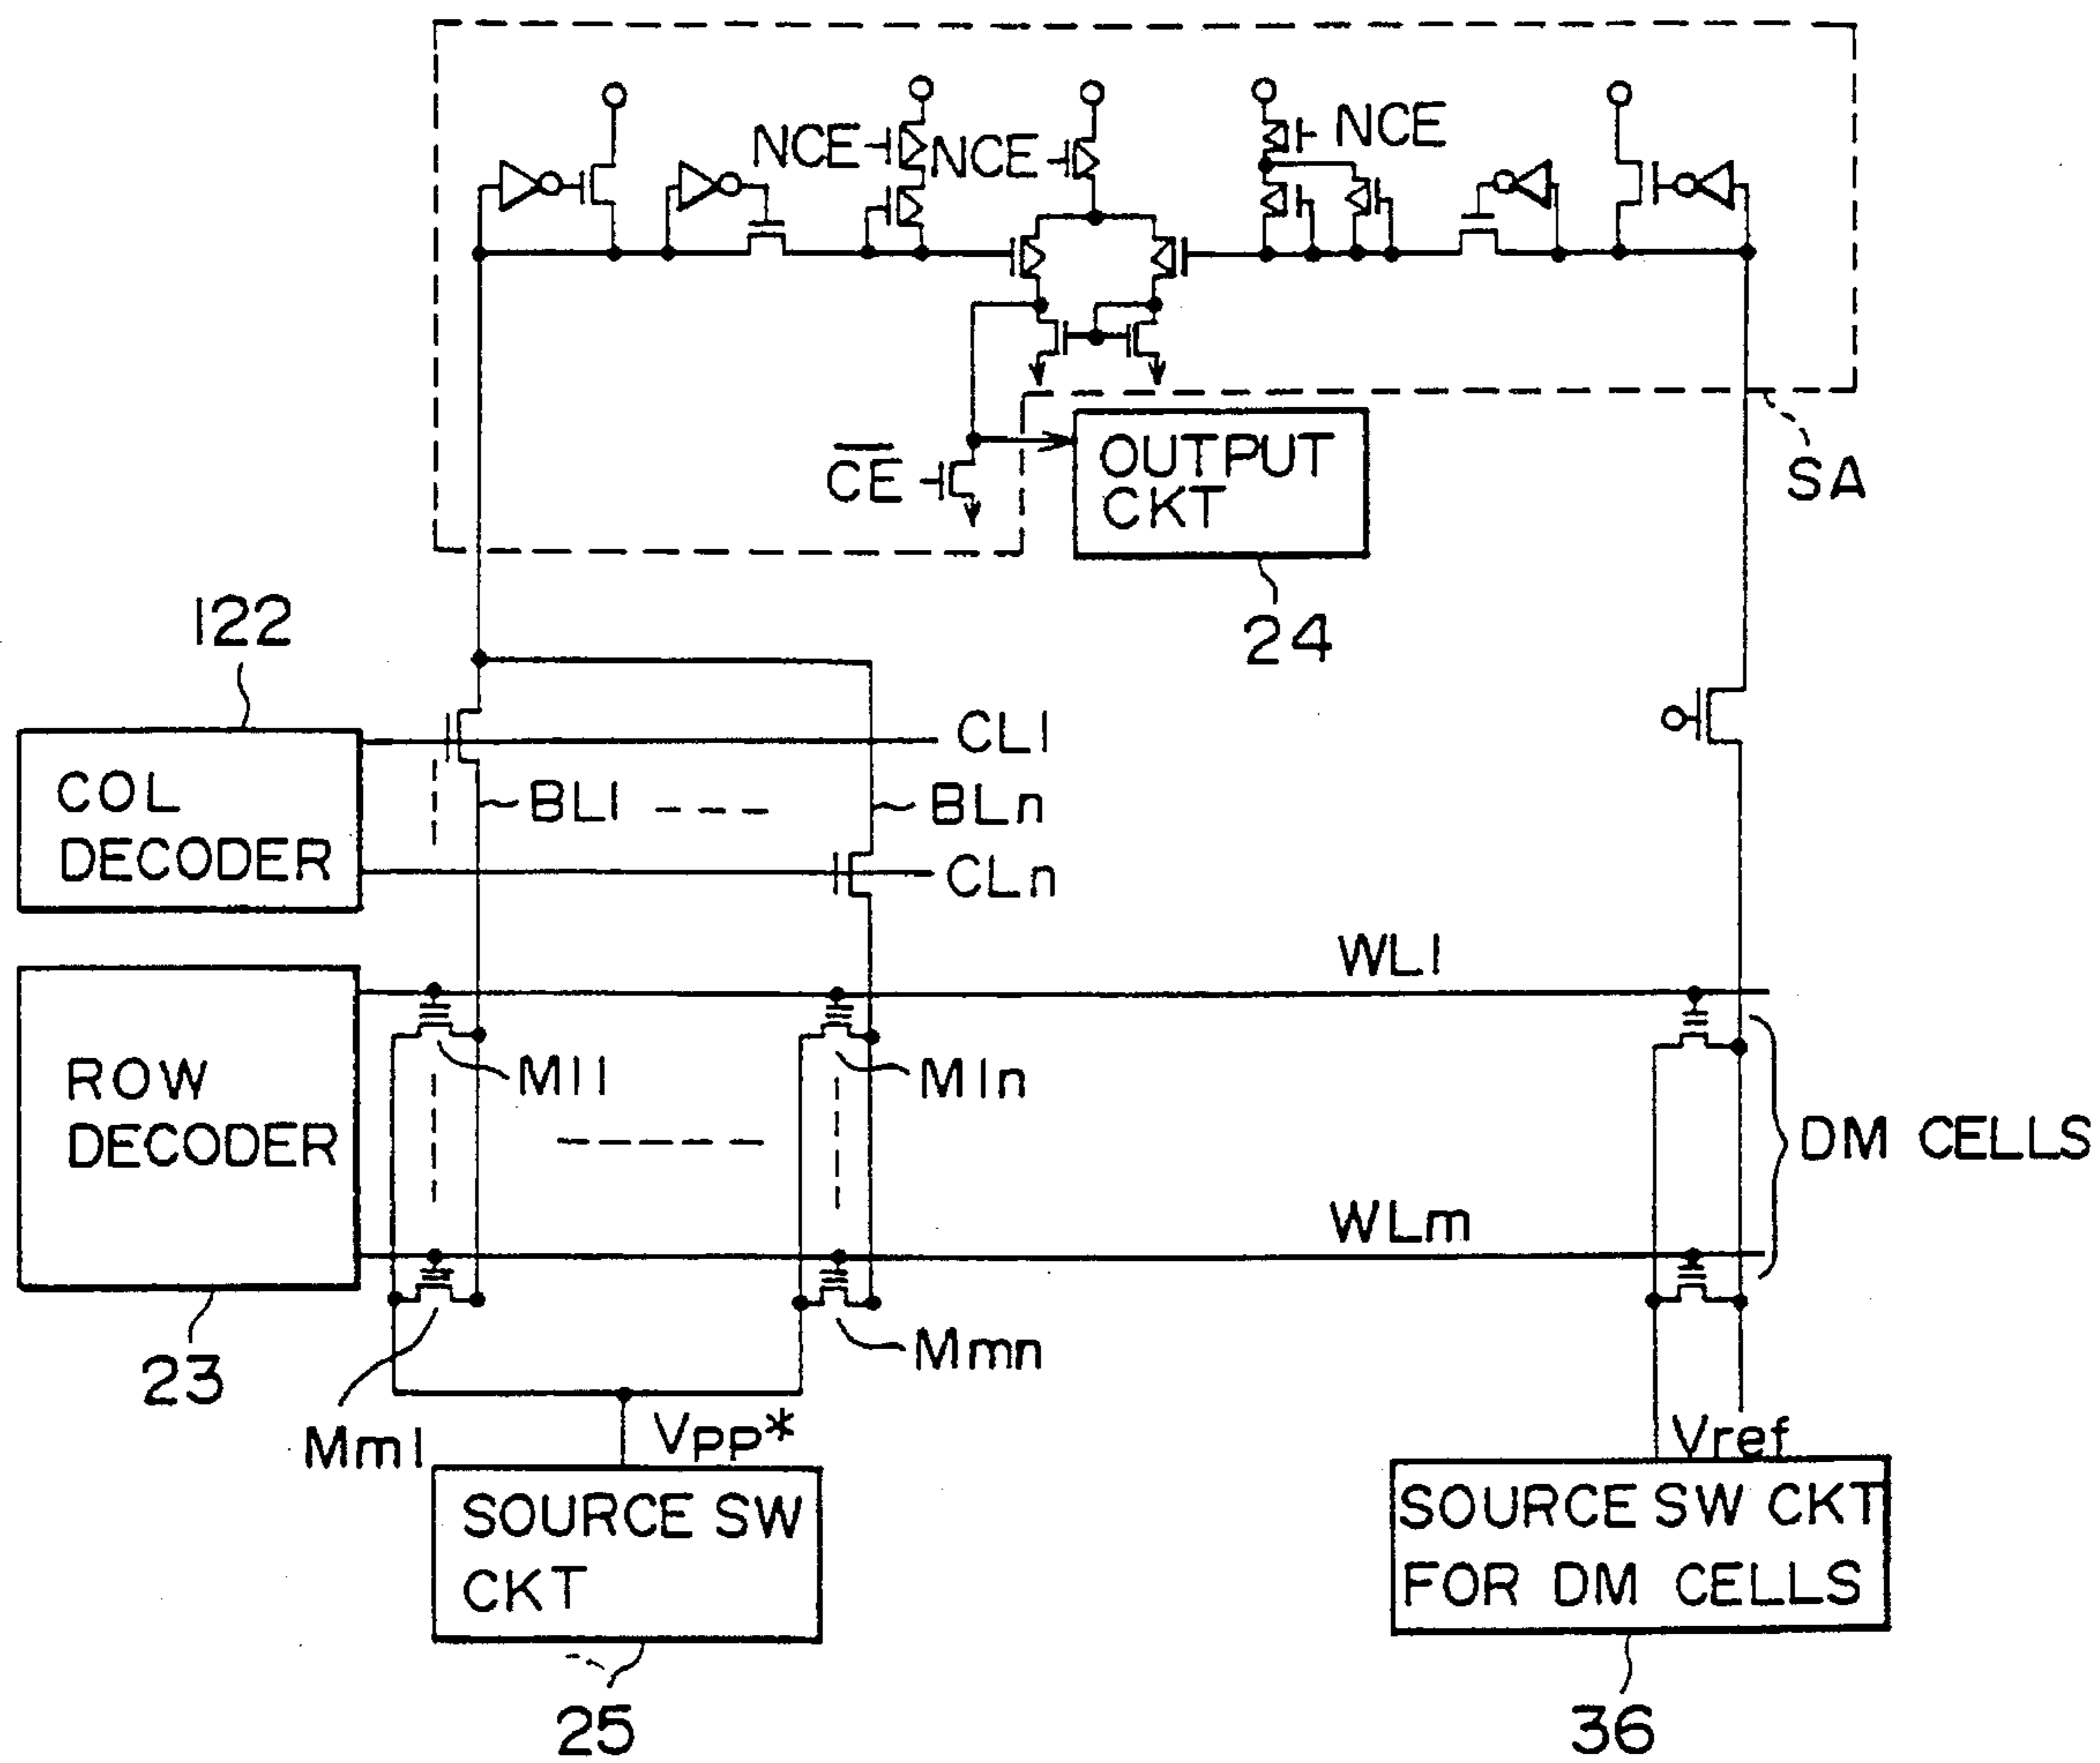 NCE
NCE
NCE
CE
OUTPUT
CKT
SA
24
122
COL
DECODER
CL1
BL1
BLn
CLn
WL1
ROW
DECODER
M11
M1n
DM CELLS
WLm
23
Mm1
Mmn
VPP*
Vref
SOURCE SW
CKT
SOURCE SW CKT
FOR DM CELLS
25
36